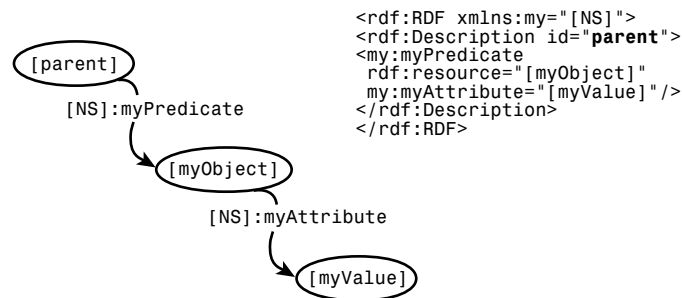 <rdf:RDF xmlns:my="[NS]">
<rdf:Description id="parent">
<my:myPredicate
rdf:resource="[myObject]"
my:myAttribute="[myValue]"/>
</rdf:Description>
</rdf:RDF>
[parent]
[NS]:myPredicate
[myObject]
[NS]:myAttribute
[myValue]